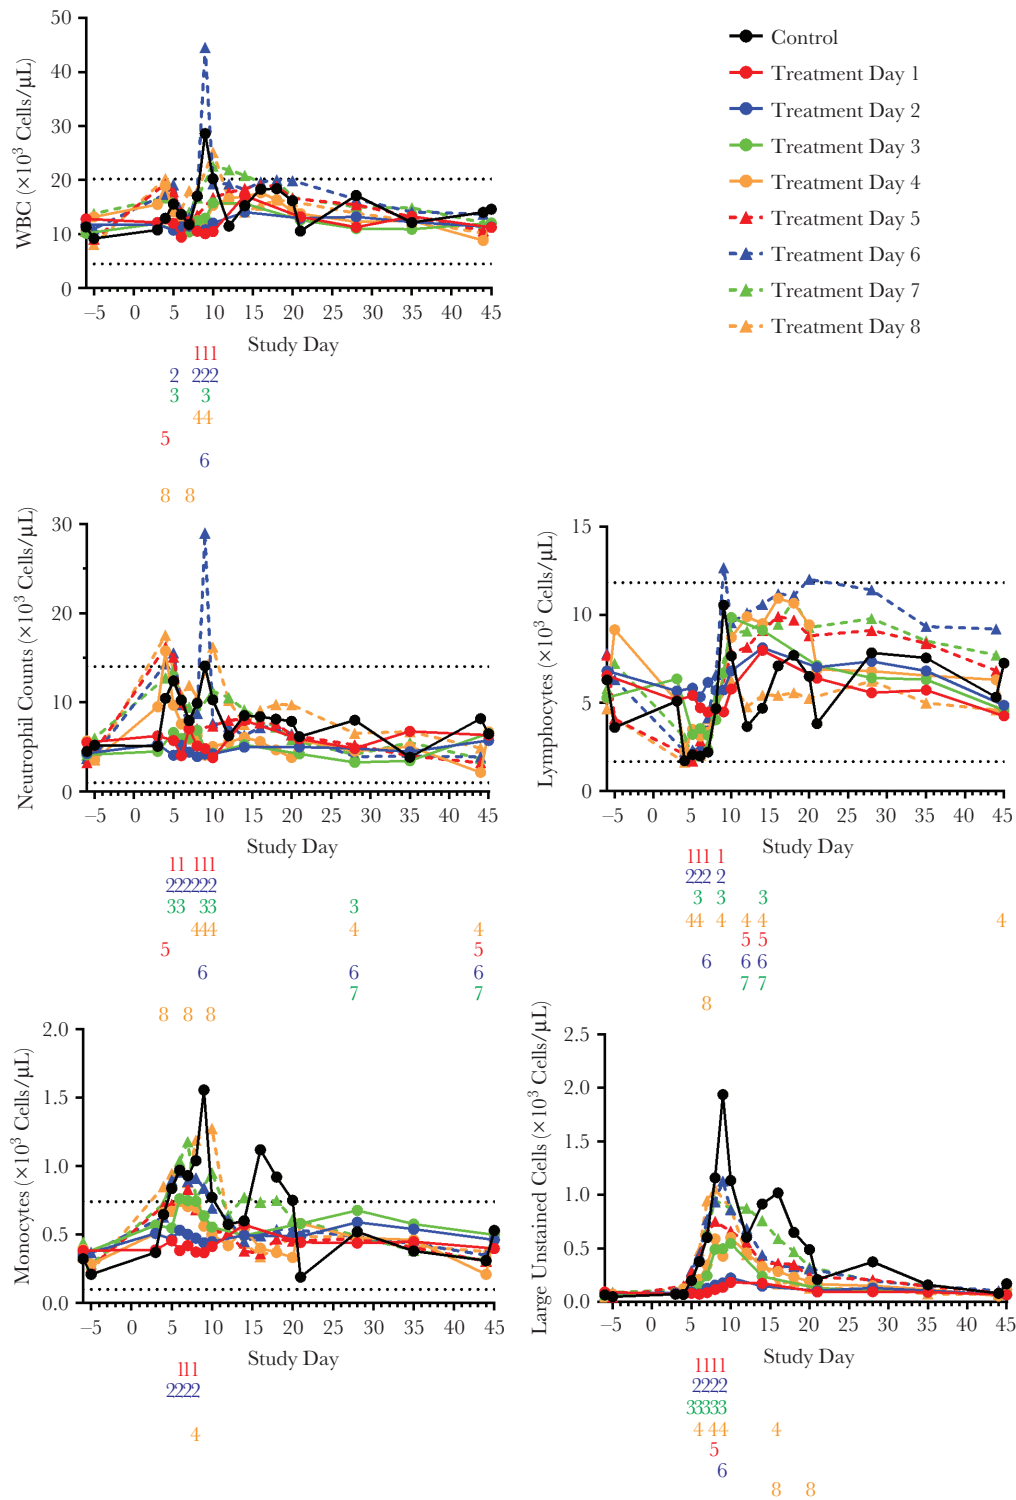 WBC (×10³ Cells/µL)
50
40
30
20
10
0
–5 0 5 10 15 20 25 30 35 40 45
Study Day
Control
Treatment Day 1
Treatment Day 2
Treatment Day 3
Treatment Day 4
Treatment Day 5
Treatment Day 6
Treatment Day 7
Treatment Day 8
111
2 222
3 3
44
5
6
8 8
Neutrophil Counts (×10³ Cells/µL)
30
20
10
0
–5 0 5 10 15 20 25 30 35 40 45
Study Day
11 111
222222
33 33 3
444 4 4
5 5
6 6 6
7 7
8 8 8
Lymphocytes (×10³ Cells/µL)
15
10
5
0
–5 0 5 10 15 20 25 30 35 40 45
Study Day
111 1
222 2
3 3 3
44 4 4 4 4
5 5
6 6 6
7 7
8
Monocytes (×10³ Cells/µL)
2.0
1.5
1.0
0.5
0.0
–5 0 5 10 15 20 25 30 35 40 45
Study Day
111
2222
4
Large Unstained Cells (×10³ Cells/µL)
2.5
2.0
1.5
1.0
0.5
0.0
–5 0 5 10 15 20 25 30 35 40 45
Study Day
1111
2222
33333
4 44 4
5
6
8 8